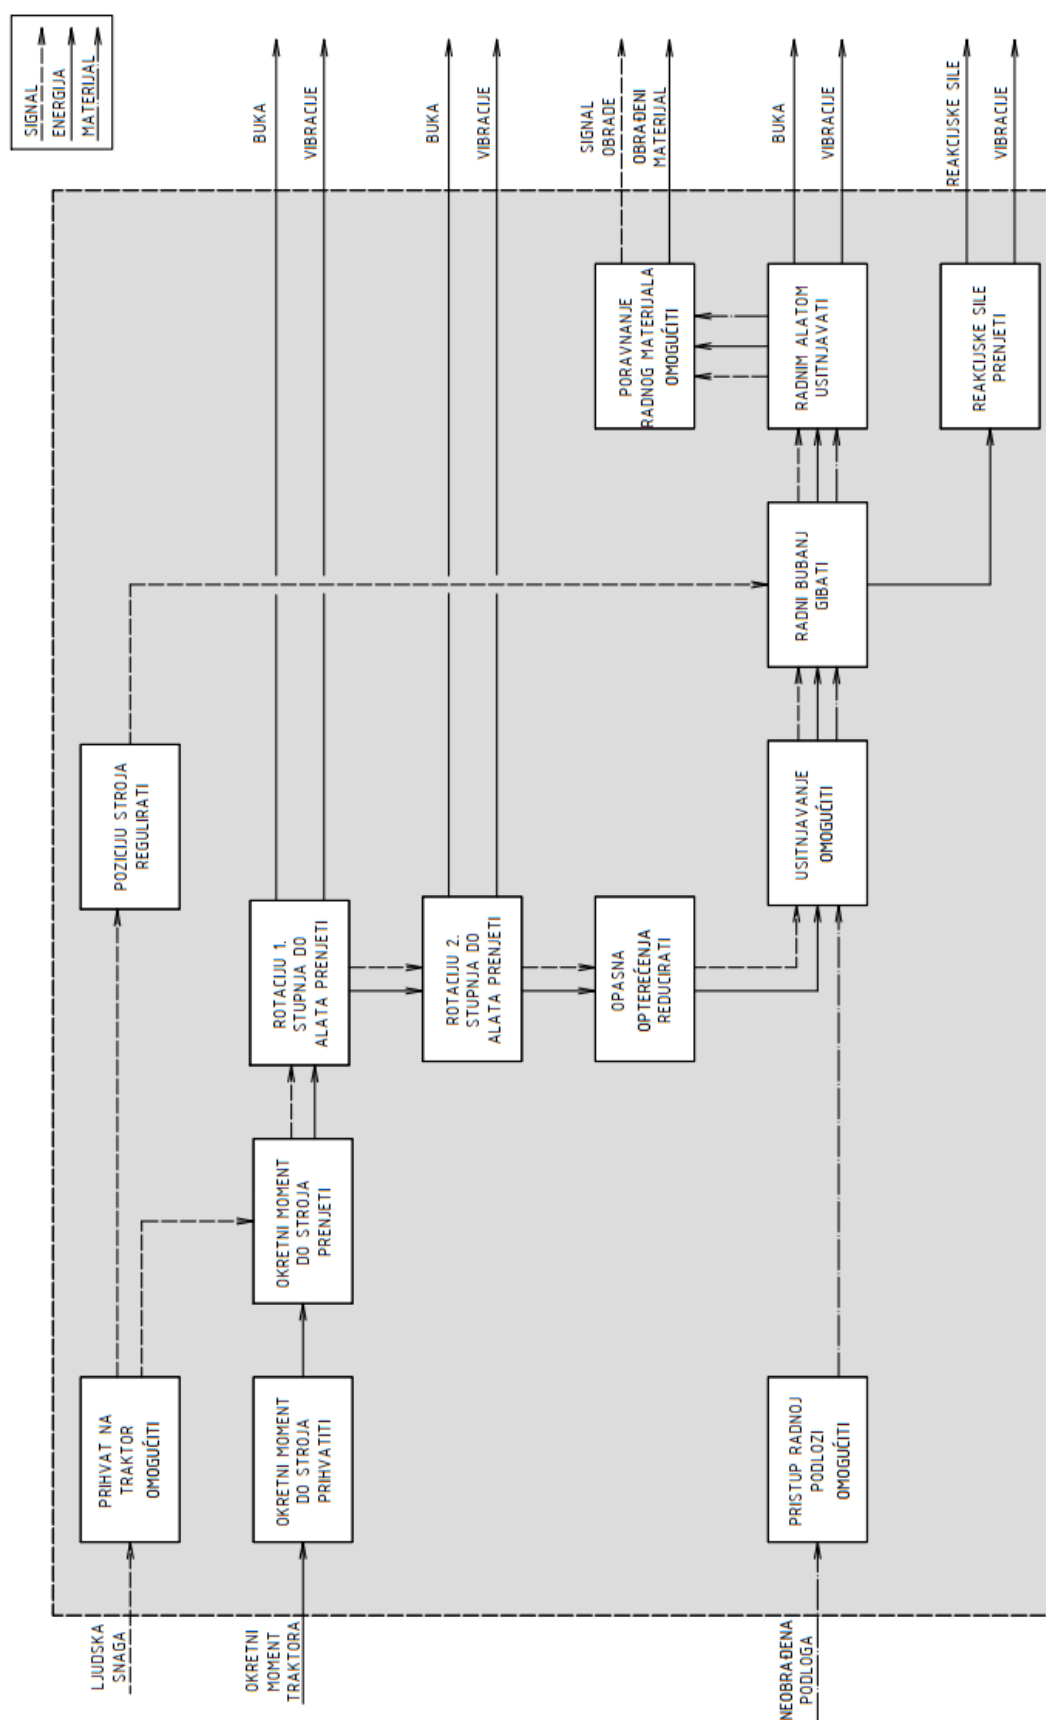 SIGNAL
ENERGIJA
MATERIJAL
LJUDSKA
SNAGA
PRIHVAT NA
TRAKTOR
OMOGUĆITI
POZICIJU STROJA
REGULIRATI
OKRETNI
MOMENT
TRAKTORA
OKRETNI MOMENT
DO STROJA
PRIHVATITI
OKRETNI MOMENT
DO STROJA
PRENJETI
ROTACIJU 1.
STUPNJA DO
ALATA PRENJETI
BUKA
VIBRACIJE
ROTACIJU 2.
STUPNJA DO
ALATA PRENJETI
BUKA
VIBRACIJE
OPASNA
OPTEREĆENJA
REDUCIRATI
PORAVNANJE
RADNOG MATERIJALA
OMOGUĆITI
SIGNAL
OBRADE
OBRAĐENI
MATERIJAL
NEOBRAĐENA
PODLOGA
PRISTUP RADNOJ
PODLOZI
OMOGUĆITI
USITNJAVANJE
OMOGUĆITI
RADNI BUBANJ
GIBATI
RADNIM ALATOM
USITNJAVATI
BUKA
VIBRACIJE
REAKCIJSKE SILE
PRENJETI
REAKCIJSKE SILE
VIBRACIJE